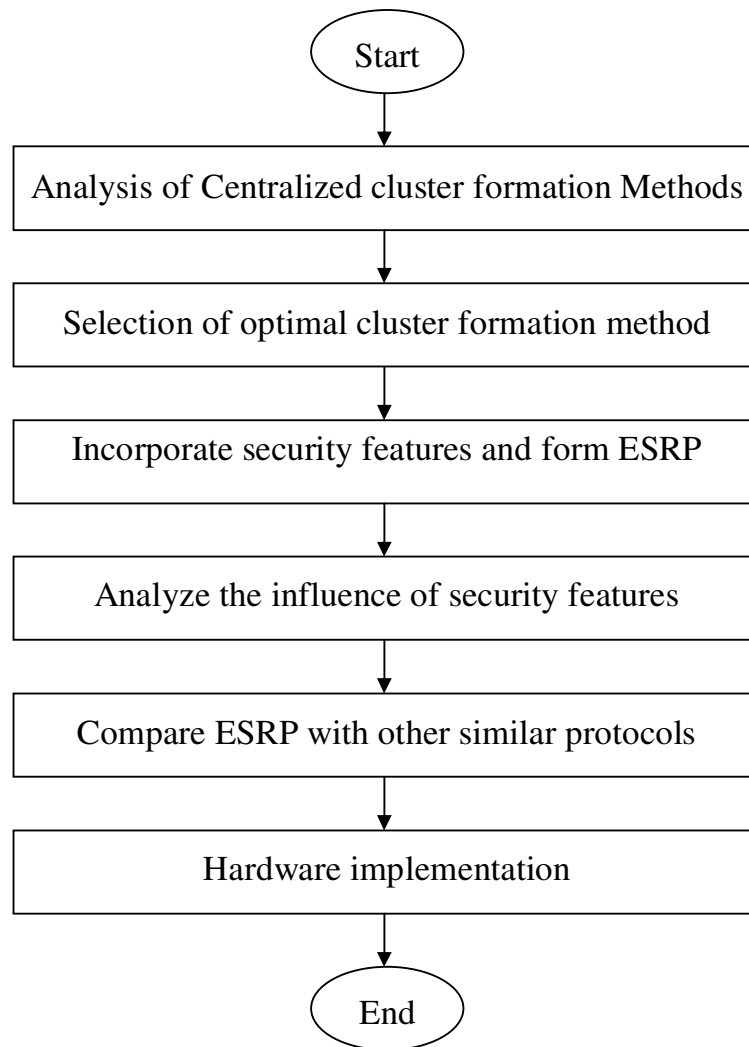 Start
Analysis of Centralized cluster formation Methods
Selection of optimal cluster formation method
Incorporate security features and form ESRP
Analyze the influence of security features
Compare ESRP with other similar protocols
Hardware implementation
End